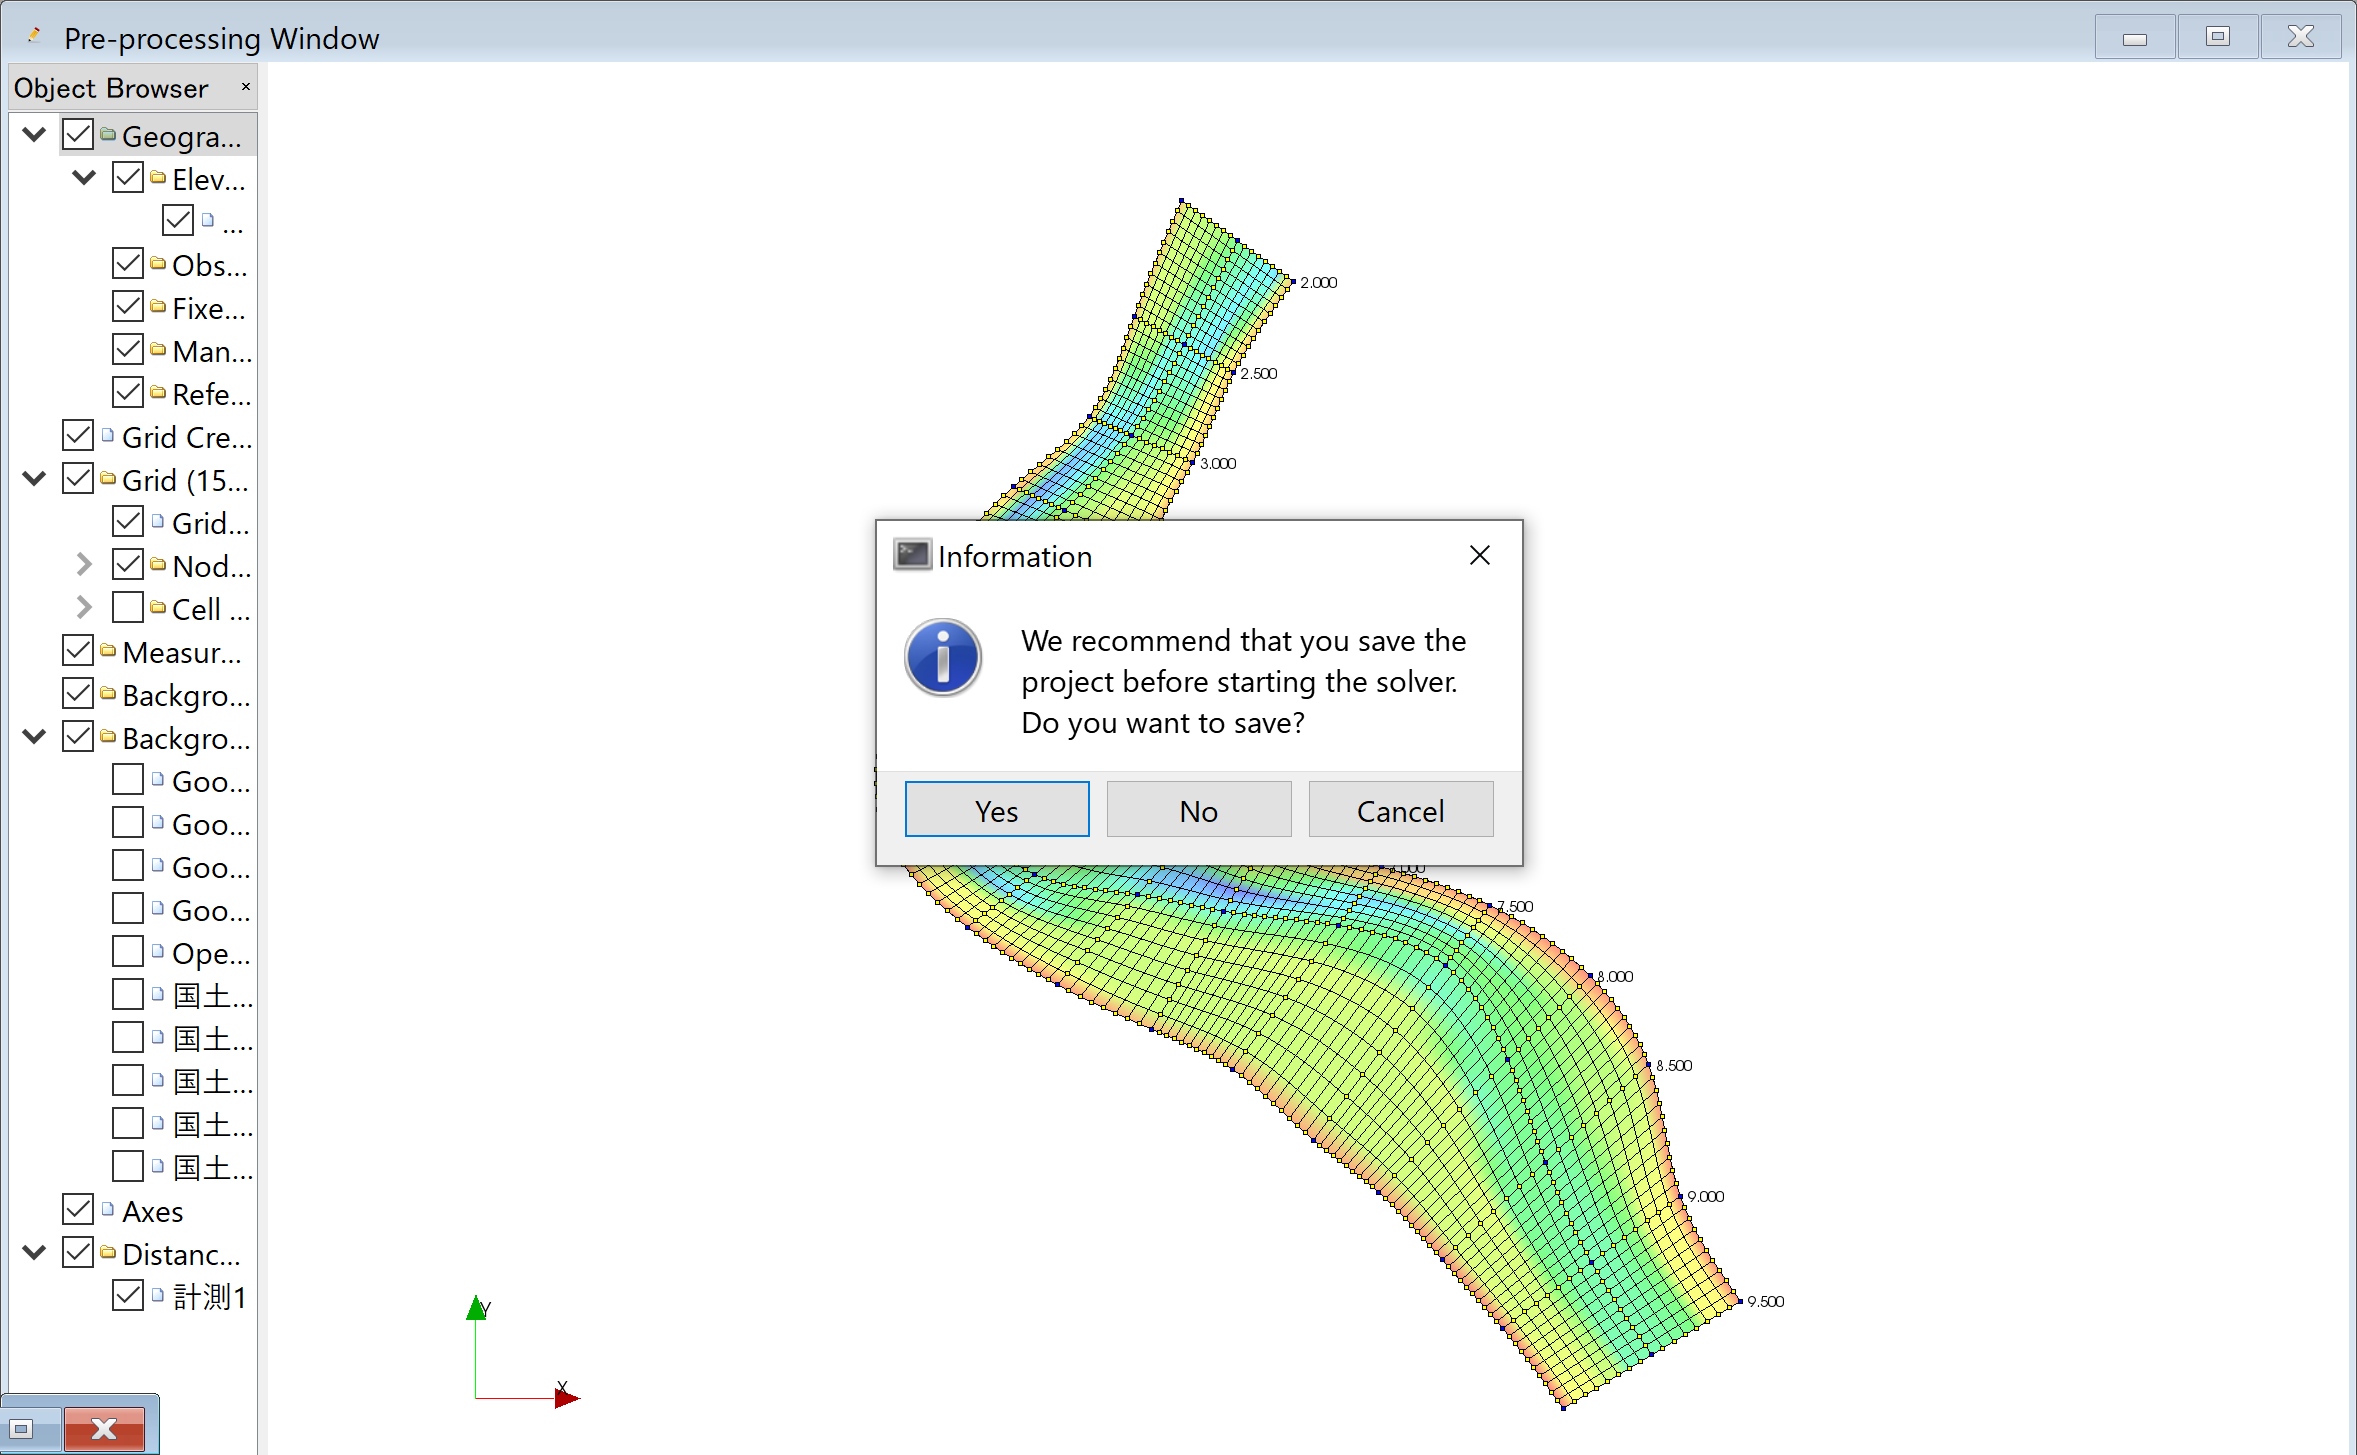 Pre-processing Window
Object Browser
Geogra...
Elev...
...
Obs...
Fixe...
Man...
Refe...
Grid Cre...
Grid (15...
Grid...
Nod...
Cell ...
Measur...
Backgro...
Backgro...
Goo...
Goo...
Goo...
Goo...
Ope...
国土...
国土...
国土...
国土...
国土...
Axes
Distanc...
計測1
2.000
2.500
3.000
Information
We recommend that you save the
project before starting the solver.
Do you want to save?
Yes
No
Cancel
7.500
8.000
8.500
9.000
9.500
Y
X